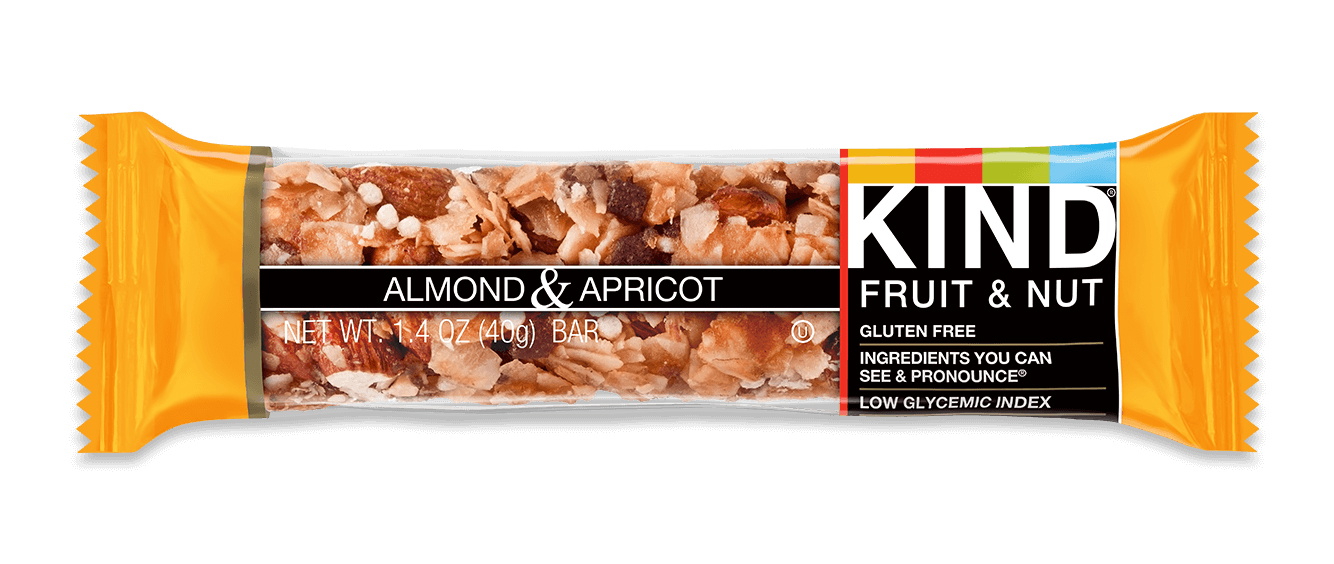 ALMOND & APRICOT
NET WT. 1.4 OZ (40g) BAR
U
KIND®
FRUIT & NUT
GLUTEN FREE
INGREDIENTS YOU CAN
SEE & PRONOUNCE®
LOW GLYCEMIC INDEX